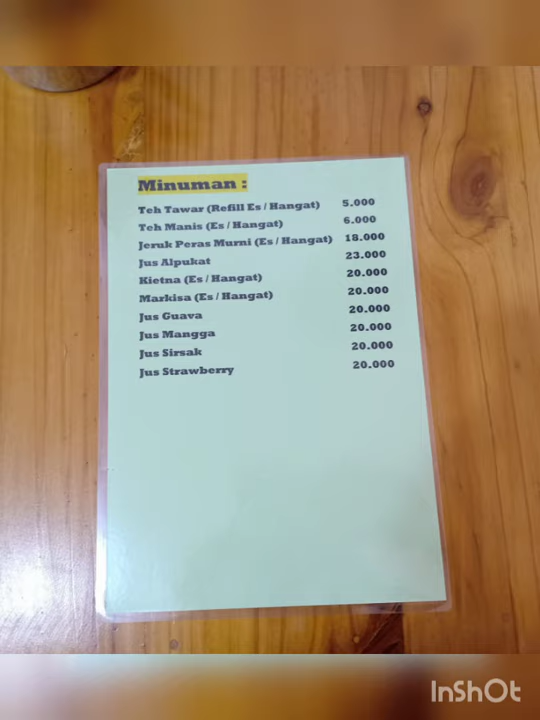 Minuman :
Teh Tawar (Refill Es / Hangat) 5.000
Teh Manis (Es / Hangat) 6.000
Jeruk Peras Murni (Es / Hangat) 18.000
Jus Alpukat 23.000
Kietna (Es / Hangat) 20.000
Markisa (Es / Hangat) 20.000
Jus Guava 20.000
Jus Mangga 20.000
Jus Sirsak 20.000
Jus Strawberry 20.000
InShOt